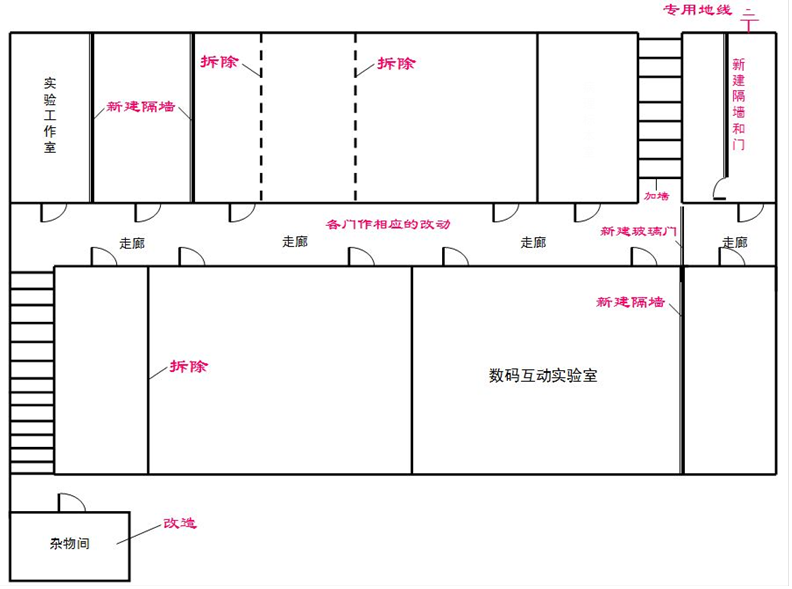 专用地线
拆除
拆除
新建隔墙和门
实验工作室
新建隔墙
加墙
各门作相应的改动
新建玻璃门
走廊
走廊
走廊
走廊
新建隔墙
拆除
数码互动实验室
改造
杂物间